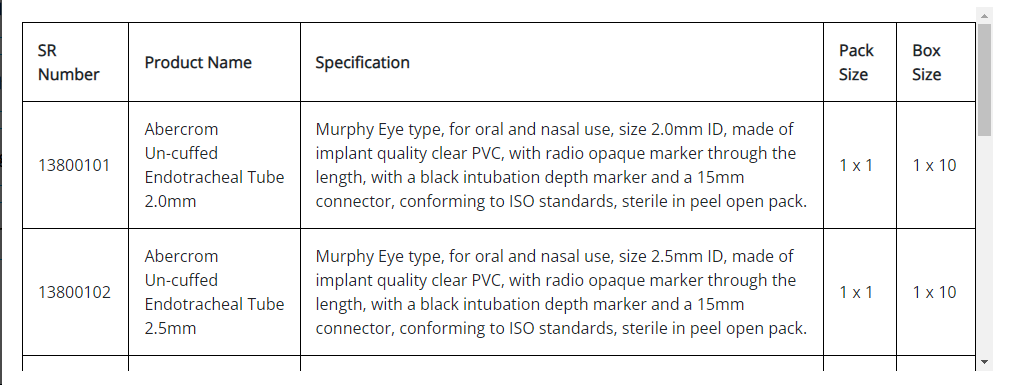 SR
Number
Product Name
Specification
Pack
Size
Box
Size
13800101
Abercrom
Un-cuffed
Endotracheal Tube
2.0mm
Murphy Eye type, for oral and nasal use, size 2.0mm ID, made of
implant quality clear PVC, with radio opaque marker through the
length, with a black intubation depth marker and a 15mm
connector, conforming to ISO standards, sterile in peel open pack.
1 x 1
1 x 10
13800102
Abercrom
Un-cuffed
Endotracheal Tube
2.5mm
Murphy Eye type, for oral and nasal use, size 2.5mm ID, made of
implant quality clear PVC, with radio opaque marker through the
length, with a black intubation depth marker and a 15mm
connector, conforming to ISO standards, sterile in peel open pack.
1 x 1
1 x 10